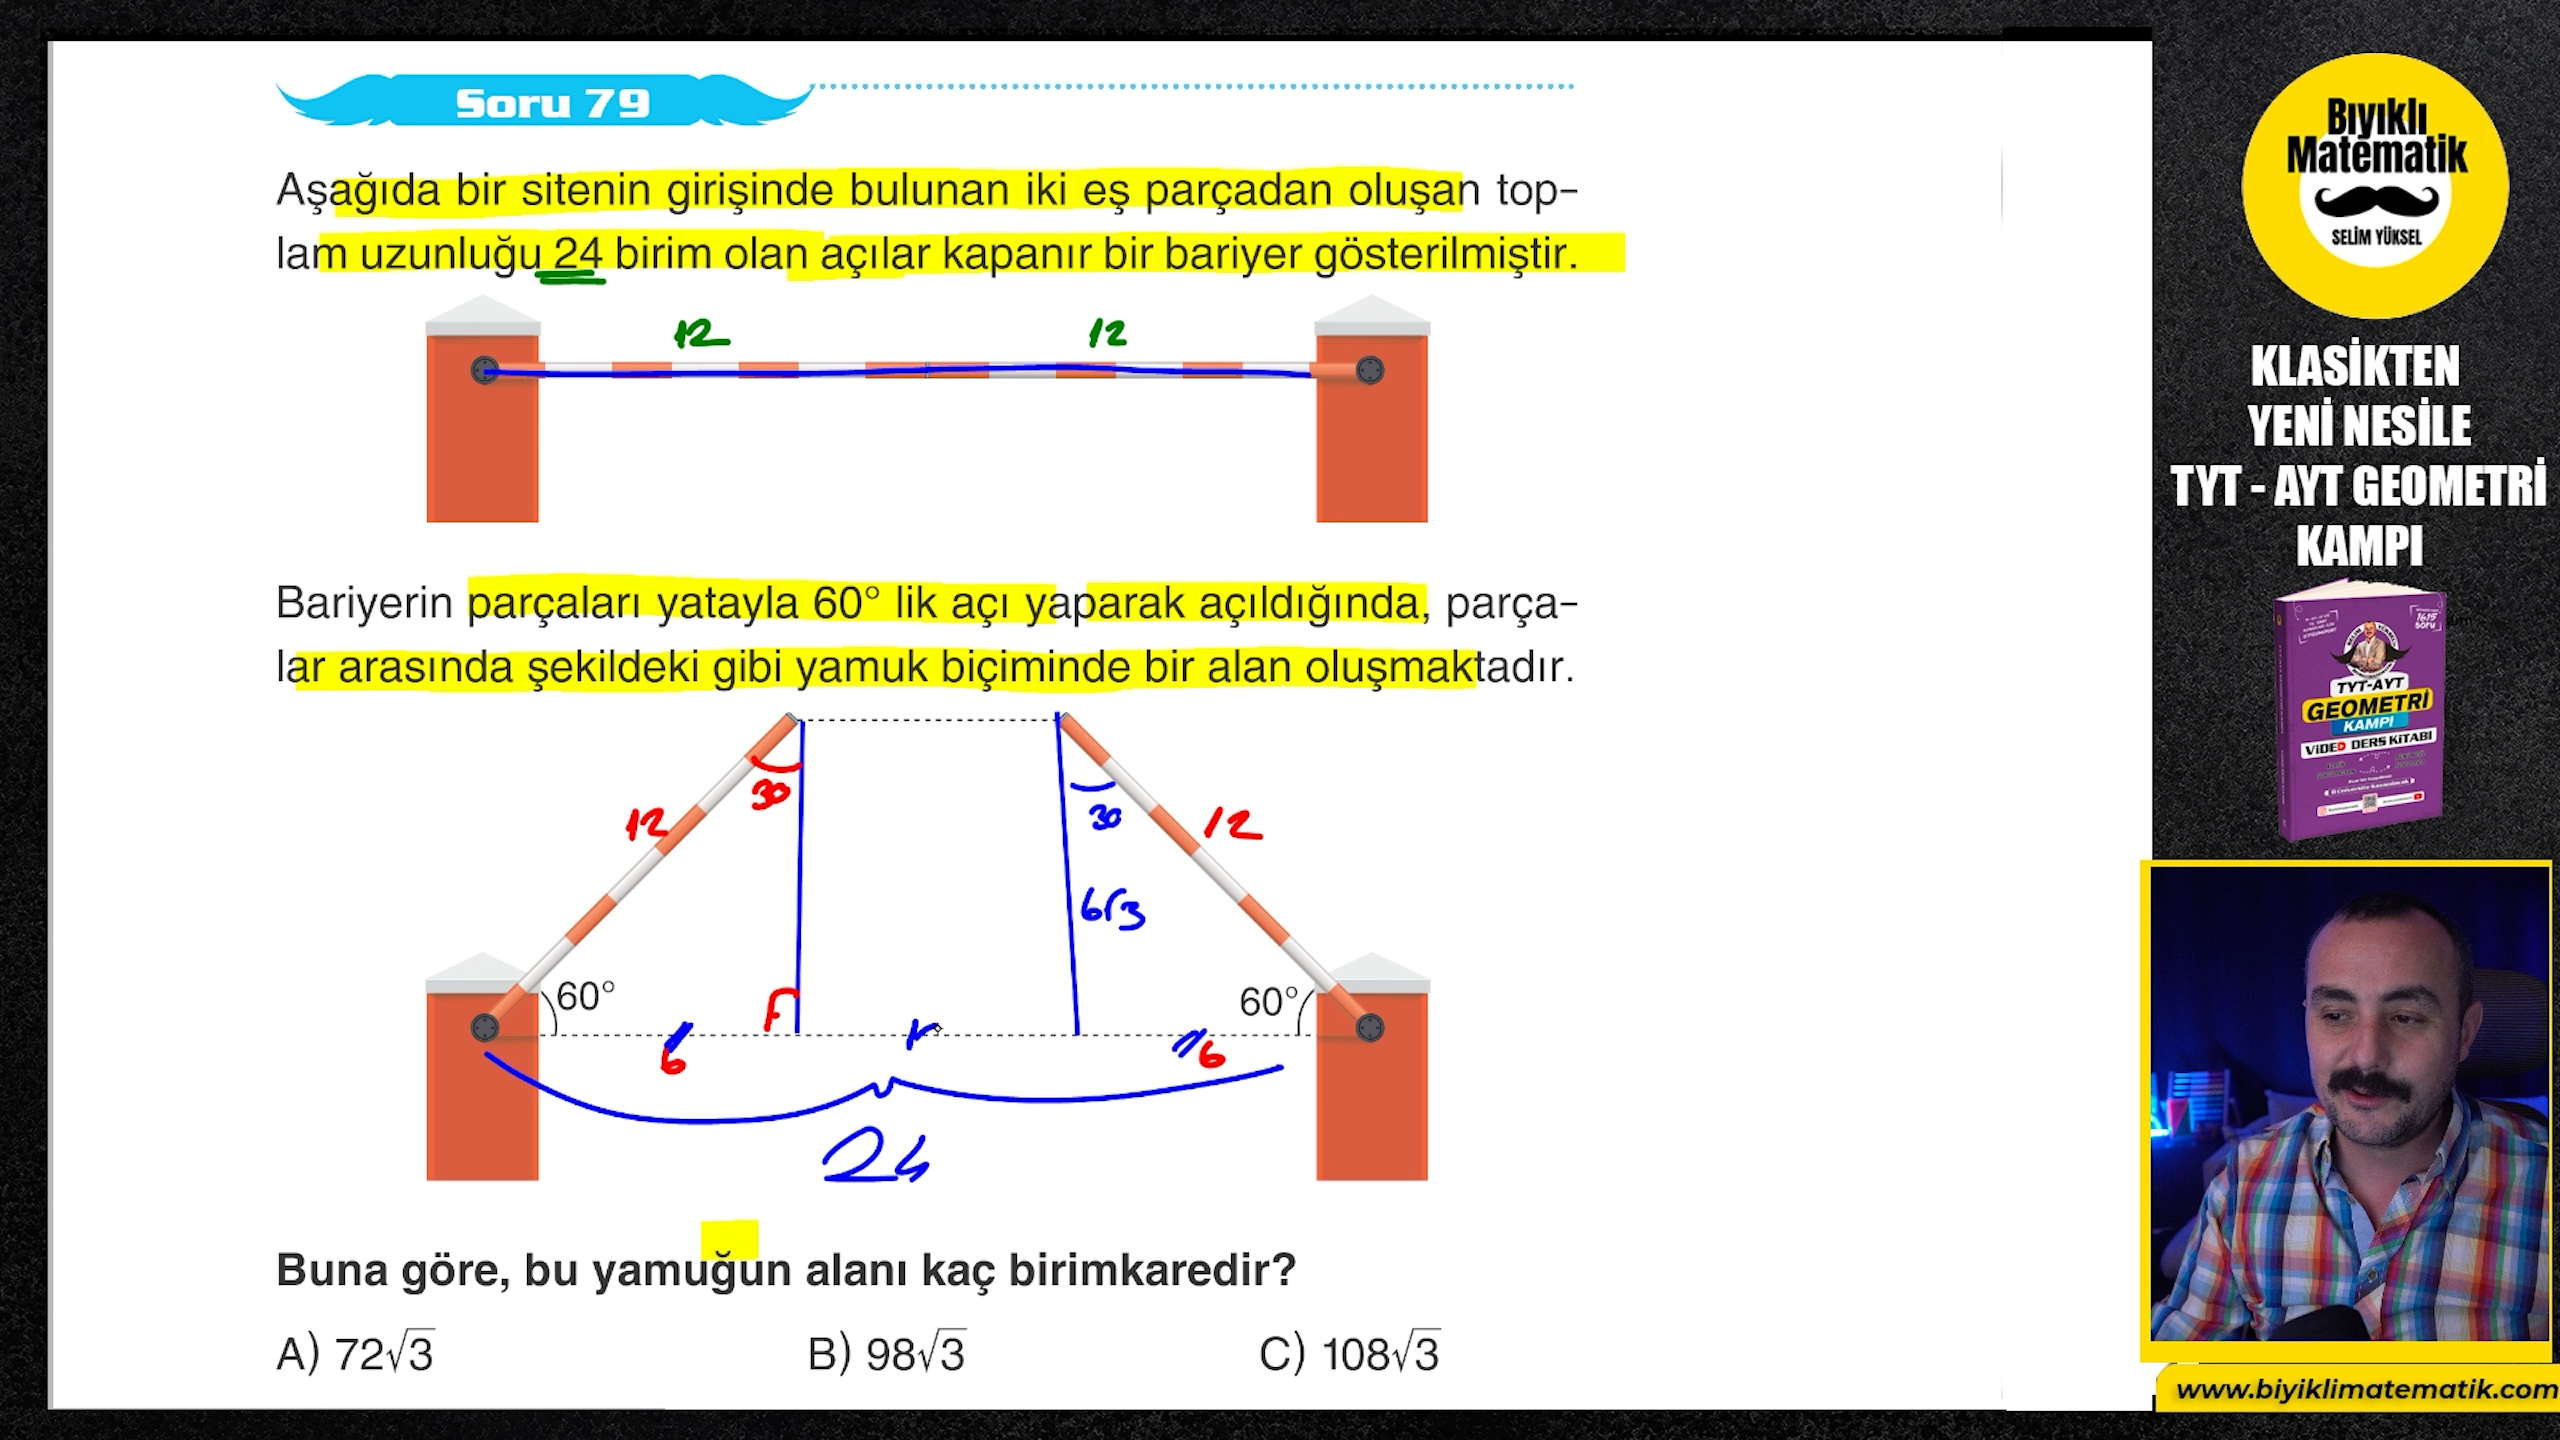 Soru 79
Aşağıda bir sitenin girişinde bulunan iki eş parçadan oluşan top-
lam uzunluğu 24 birim olan açılar kapanır bir bariyer gösterilmiştir.
12 12
Bariyerin parçaları yatayla 60° lik açı yaparak açıldığında, parça-
lar arasında şekildeki gibi yamuk biçiminde bir alan oluşmaktadır.
30 30
12 12
6√3
60° 60°
6 6
24
Buna göre, bu yamuğun alanı kaç birimkaredir?
A) 72√3 B) 98√3 C) 108√3
Bıyıklı
Matematik
SELİM YÜKSEL
KLASİKTEN
YENİ NESİLE
TYT - AYT GEOMETRİ
KAMPI
1615
soru
TYT-AYT
GEOMETRİ
KAMPI
VİDEO DERS KİTABI
www.biyiklimatematik.com